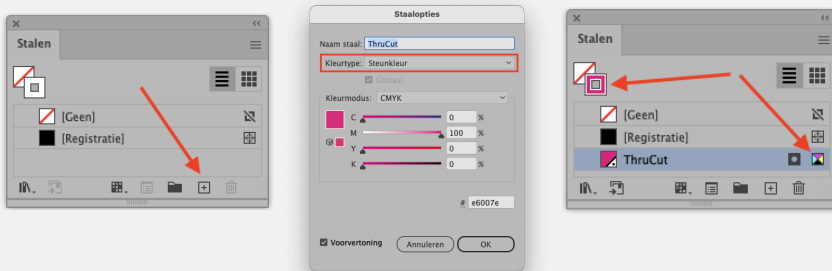 Stalen
[Geen]
[Registratie]
Staalopties
Naam staal: ThruCut
Kleurtype: Steunkleur
Globaal
Kleurmodus: CMYK
C 0 %
M 100 %
Y 0 %
K 0 %
# e6007e
Voorvertoning Annuleren OK
Stalen
[Geen]
[Registratie]
ThruCut